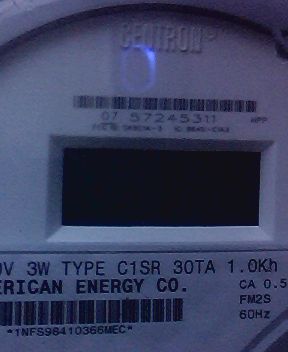 CENTRON
07 57245311 APP
0V 3W TYPE C1SR 30TA 1.0Kh
ERICAN ENERGY CO. CA 0.5
FM2S
60Hz
*1NFS98410366MEC*